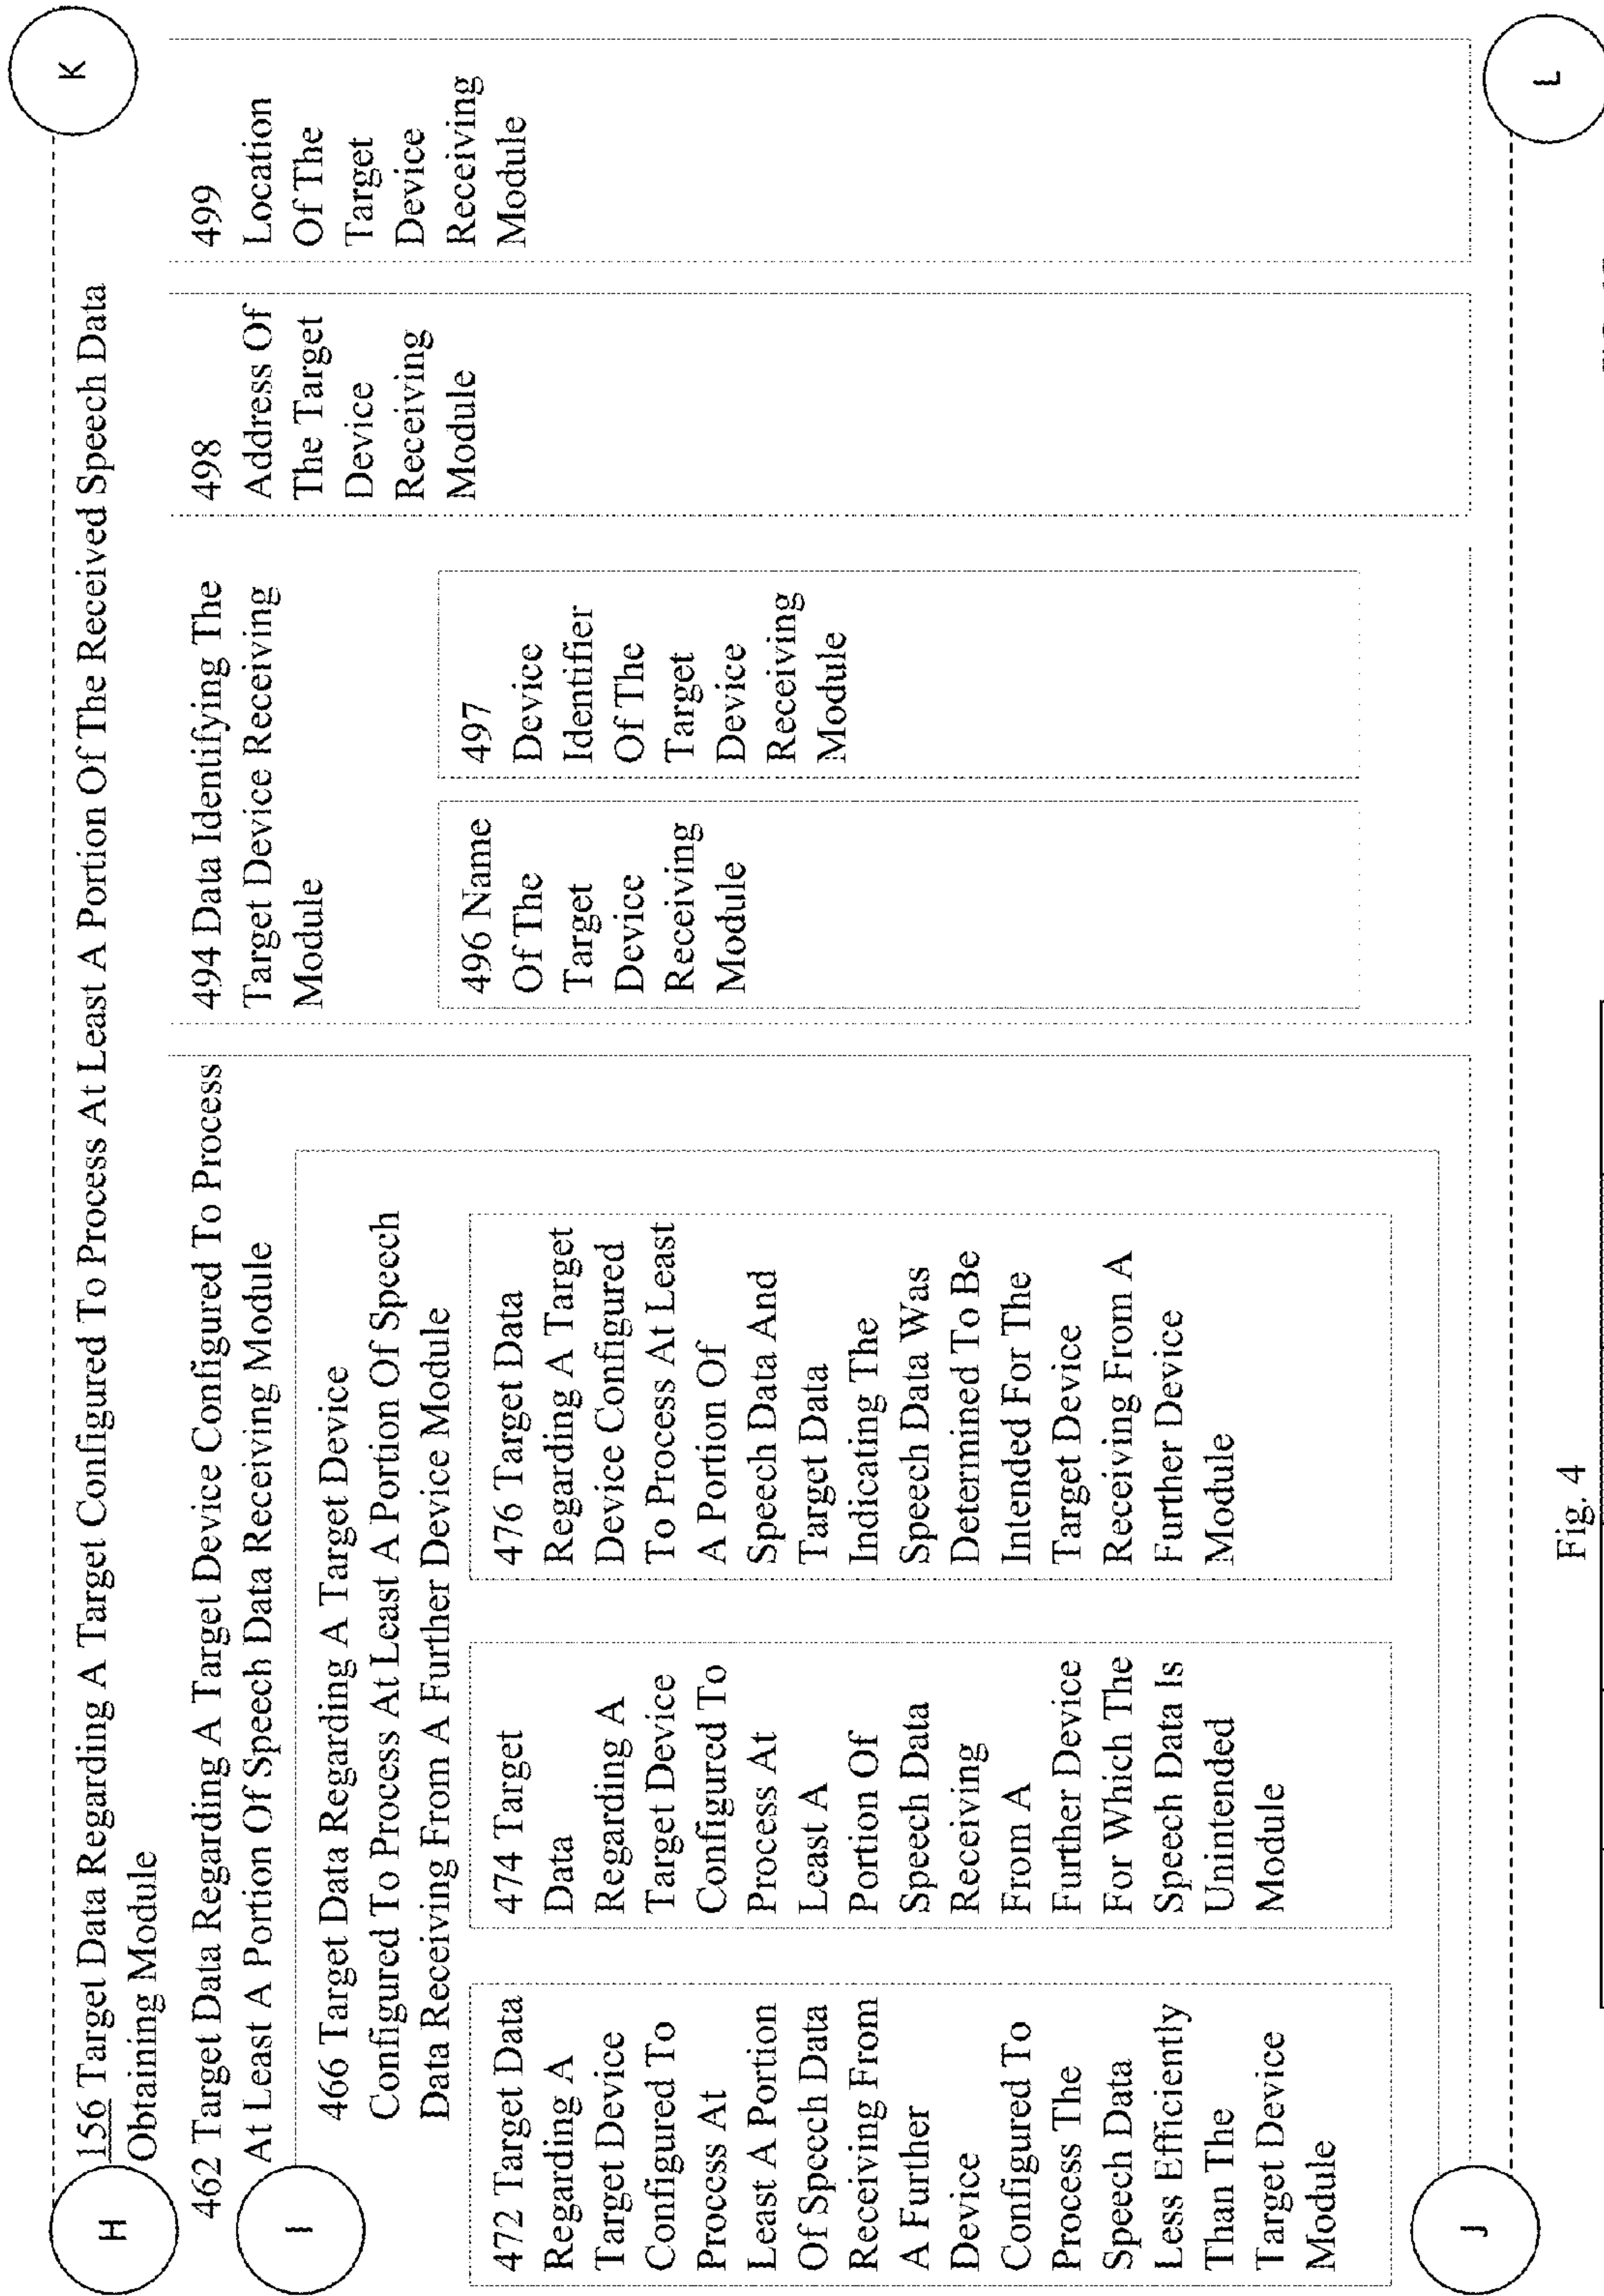 H
K
156 Target Data Regarding A Target Configured To Process At Least A Portion Of The Received Speech Data
Obtaining Module
462 Target Data Regarding A Target Device Configured To Process
At Least A Portion Of Speech Data Receiving Module
I
466 Target Data Regarding A Target Device
Configured To Process At Least A Portion Of Speech
Data Receiving From A Further Device Module
472 Target Data
Regarding A
Target Device
Configured To
Process At
Least A Portion
Of Speech Data
Receiving From
A Further
Device
Configured To
Process The
Speech Data
Less Efficiently
Than The
Target Device
Module
474 Target
Data
Regarding A
Target Device
Configured To
Process At
Least A
Portion Of
Speech Data
Receiving
From A
Further Device
For Which The
Speech Data Is
Unintended
Module
476 Target Data
Regarding A Target
Device Configured
To Process At Least
A Portion Of
Speech Data And
Target Data
Indicating The
Speech Data Was
Determined To Be
Intended For The
Target Device
Receiving From A
Further Device
Module
494 Data Identifying The
Target Device Receiving
Module
496 Name
Of The
Target
Device
Receiving
Module
497
Device
Identifier
Of The
Target
Device
Receiving
Module
498
Address Of
The Target
Device
Receiving
Module
499
Location
Of The
Target
Device
Receiving
Module
J
L
Fig. 4